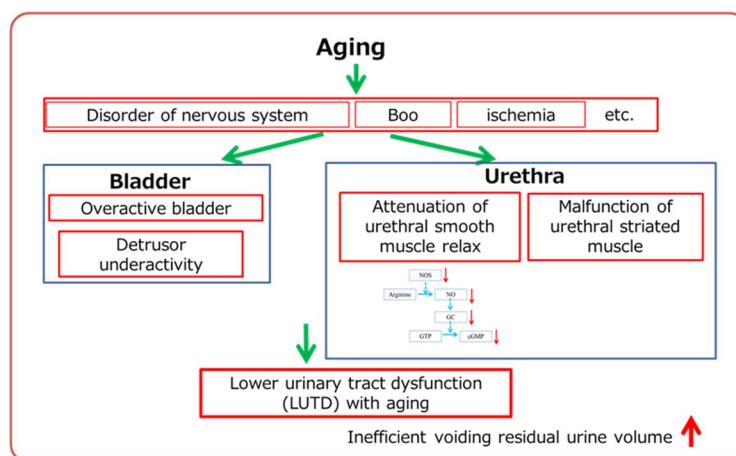 Aging
Disorder of nervous system
Boo
ischemia
etc.
Bladder
Overactive bladder
Detrusor
underactivity
Urethra
Attenuation of
urethral smooth
muscle relax
Malfunction of
urethral striated
muscle
NOS
Arginine
NO
GC
GTP
cGMP
Lower urinary tract dysfunction
(LUTD) with aging
Inefficient voiding residual urine volume